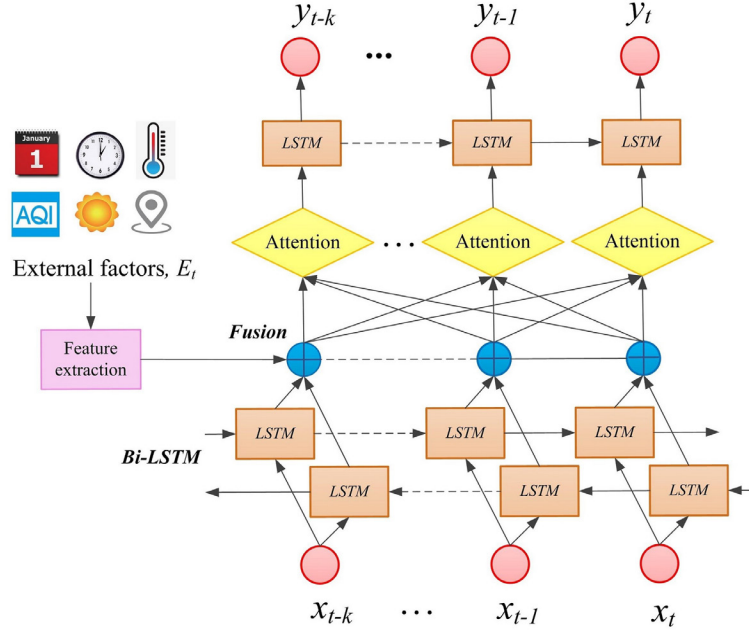 y_{t-k} ... y_{t-1} y_t
LSTM LSTM LSTM
January
1
12
AQI
Attention ... Attention Attention
External factors, E_t
Fusion
Feature
extraction
LSTM LSTM LSTM
Bi-LSTM
LSTM LSTM LSTM
x_{t-k} ... x_{t-1} x_t